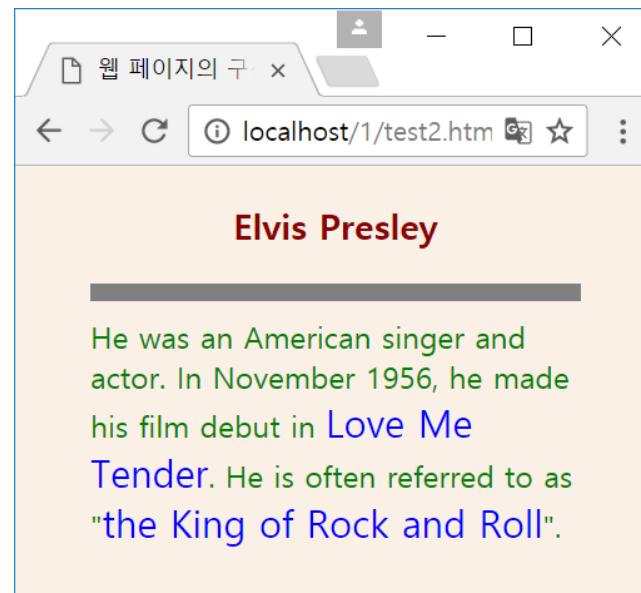 웹 페이지의 구
localhost/1/test2.htm
Elvis Presley
He was an American singer and
actor. In November 1956, he made
his film debut in Love Me
Tender. He is often referred to as
"the King of Rock and Roll".